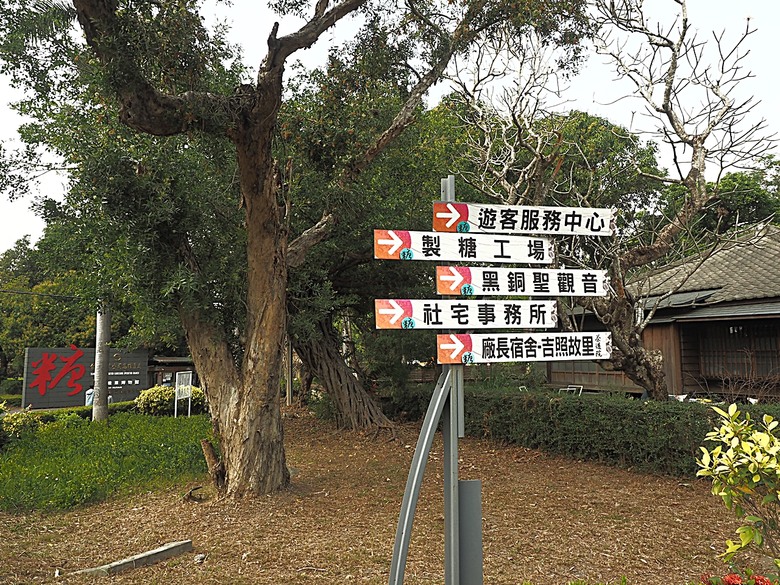 遊客服務中心
製糖工場
黑銅聖觀音
社宅事務所
廠長宿舍-吉照故里
糖